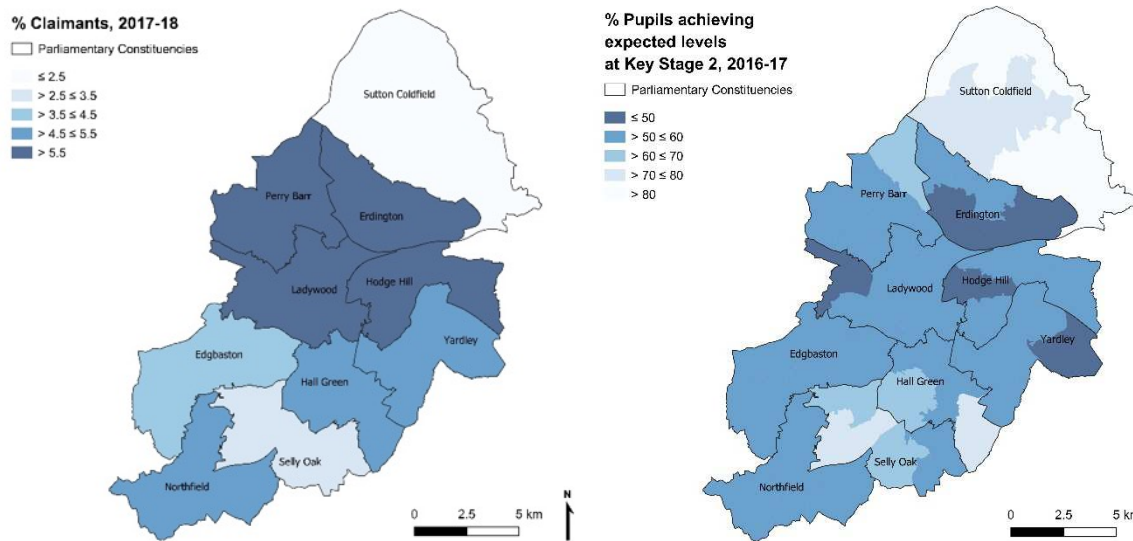 % Claimants, 2017-18
Parliamentary Constituencies
≤ 2.5
> 2.5 ≤ 3.5
> 3.5 ≤ 4.5
> 4.5 ≤ 5.5
> 5.5
Sutton Coldfield
Perry Barr
Erdington
Ladywood
Hodge Hill
Yardley
Edgbaston
Hall Green
Selly Oak
Northfield
0 2.5 5 km
N
% Pupils achieving
expected levels
at Key Stage 2, 2016-17
Parliamentary Constituencies
≤ 50
> 50 ≤ 60
> 60 ≤ 70
> 70 ≤ 80
> 80
Sutton Coldfield
Perry Barr
Erdington
Ladywood
Hodge Hill
Yardley
Edgbaston
Hall Green
Selly Oak
Northfield
0 2.5 5 km